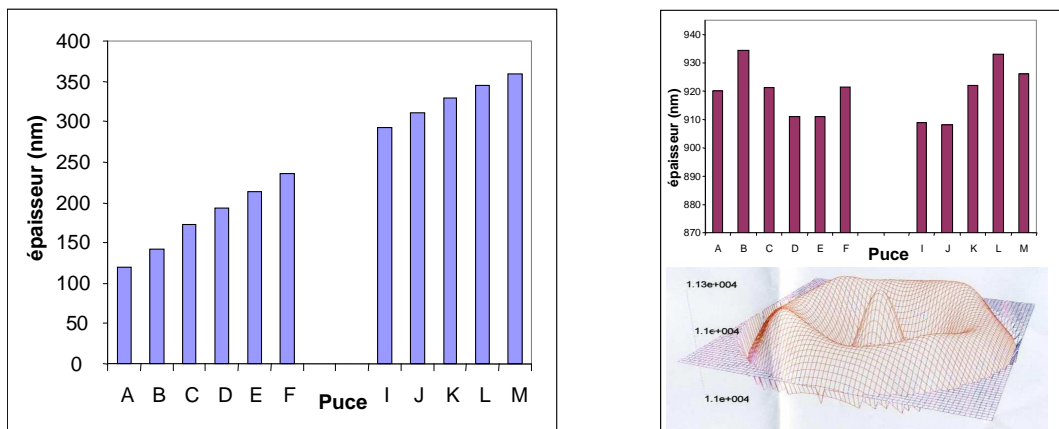 400
350
300
250
200
150
100
50
0
épaisseur (nm)
A B C D E F Puce I J K L M
940
930
920
910
900
890
880
870
épaisseur (nm)
A B C D E F Puce I J K L M
1.13e+004
1.1e+004
1.1e+004